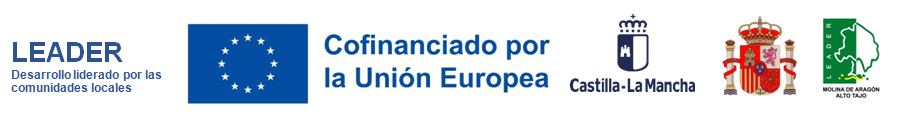 LEADER
Desarrollo liderado por las
comunidades locales
Cofinanciado por
la Unión Europea
Castilla-La Mancha
LEADER
MOLINA DE ARAGÓN
ALTO TAJO